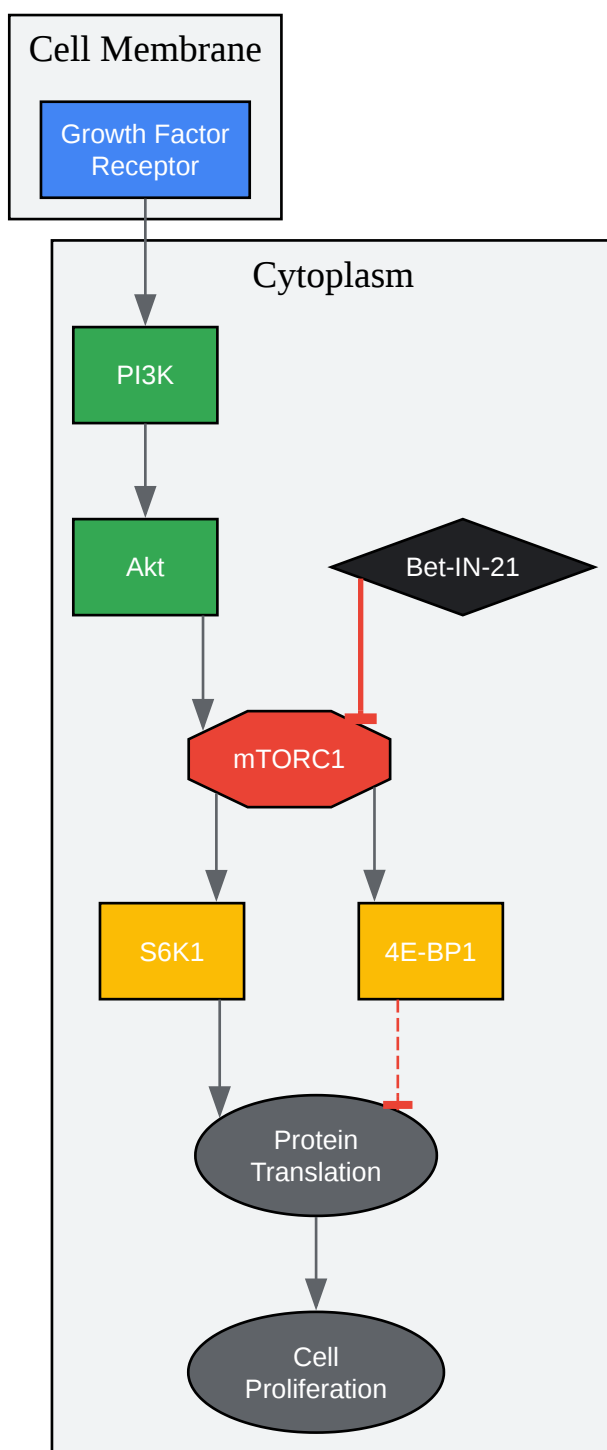 Cell Membrane
Growth Factor
Receptor
Cytoplasm
PI3K
Akt
Bet-IN-21
mTORC1
S6K1
4E-BP1
Protein
Translation
Cell
Proliferation